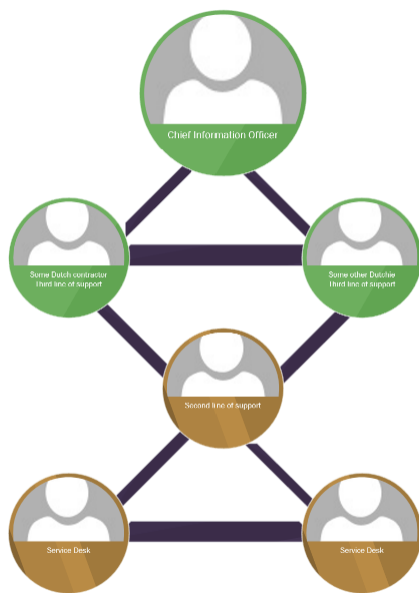 Chief Information Officer
Some Dutch contractor
Third line of support
Some other Dutchie
Third line of support
Second line of support
Service Desk
Service Desk